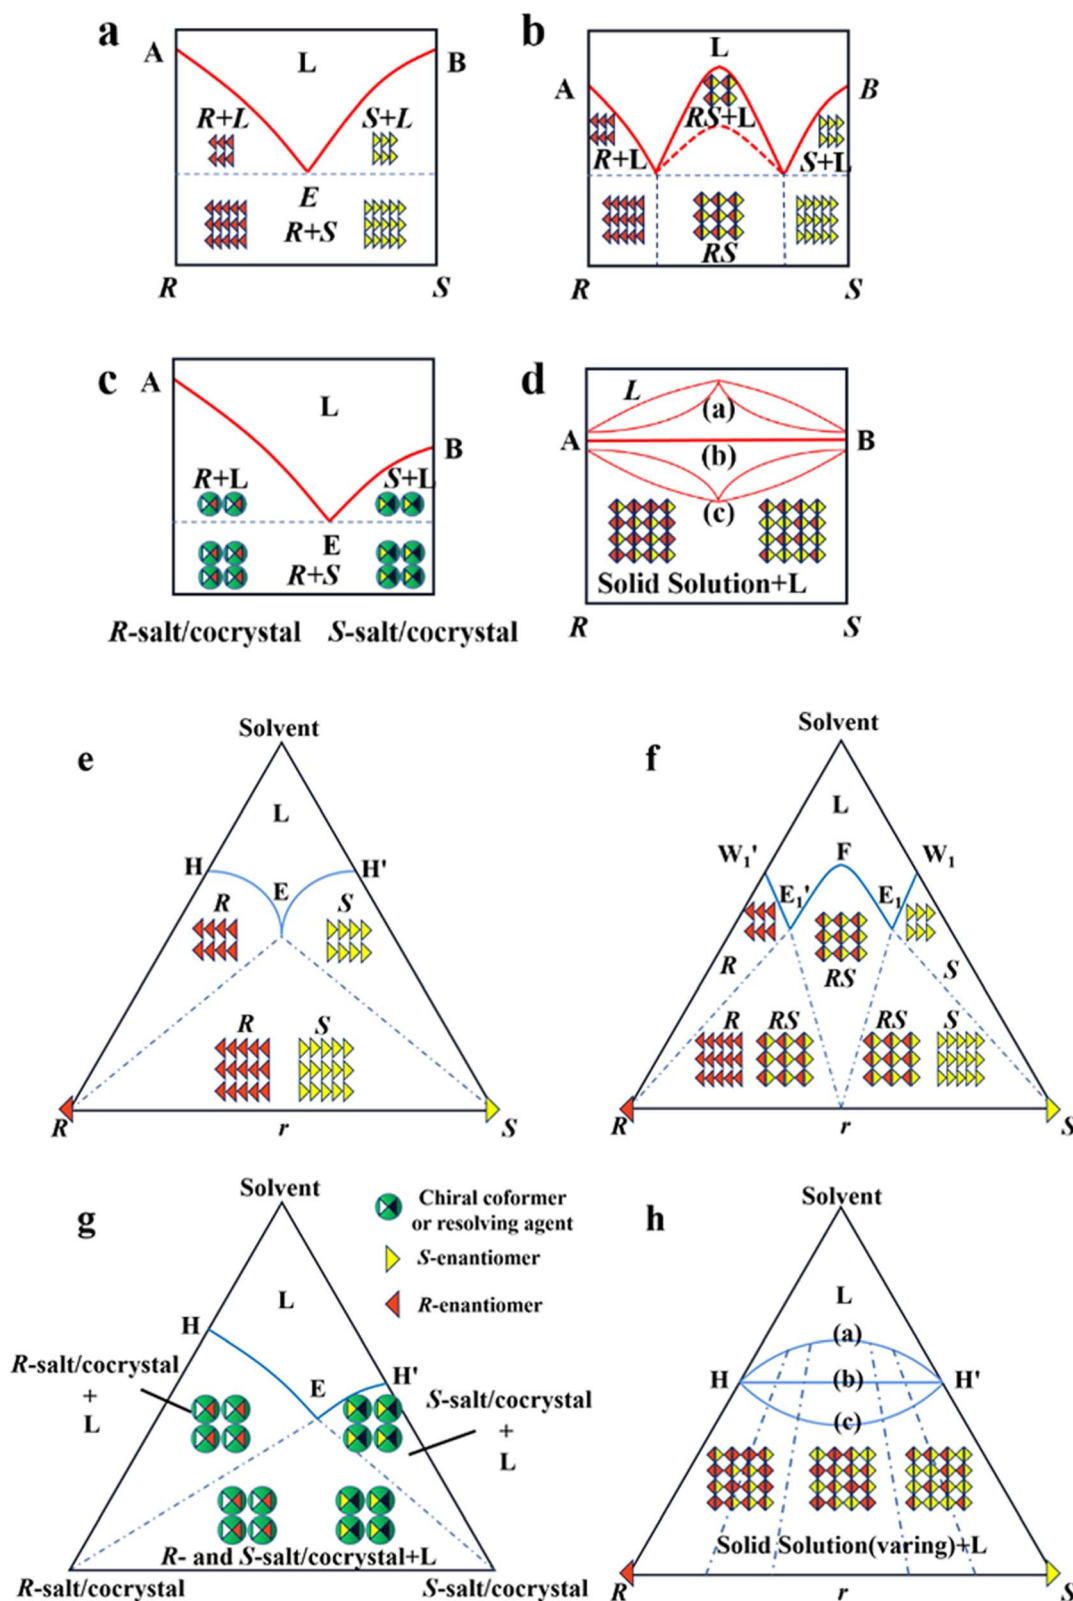 a
A
L
B
R+L
S+L
E
R+S
R
S
b
L
A
B
RS+L
R+L
S+L
RS
R
S
c
A
L
B
R+L
S+L
E
R+S
R-salt/cocrystal S-salt/cocrystal
d
L
(a)
A
B
(b)
(c)
Solid Solution+L
R
S
e
Solvent
L
H
H'
E
R
S
R
S
R
r
S
f
Solvent
L
W₁'
F
W₁
E₁'
E₁
R
RS
S
R
RS
RS
S
R
r
S
g
Solvent
Chiral coformer
or resolving agent
S-enantiomer
R-enantiomer
L
H
R-salt/cocrystal
+
L
E
H'
S-salt/cocrystal
+
L
R- and S-salt/cocrystal+L
R-salt/cocrystal
S-salt/cocrystal
h
Solvent
L
(a)
H
(b)
H'
(c)
Solid Solution(varing)+L
R
r
S